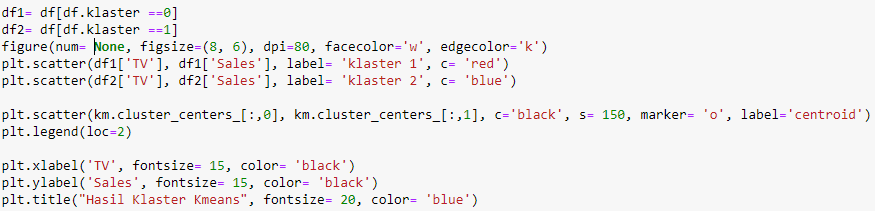 df1= df[df.klaster ==0]
df2= df[df.klaster ==1]
figure(num= None, figsize=(8, 6), dpi=80, facecolor='w', edgecolor='k')
plt.scatter(df1['TV'], df1['Sales'], label= 'klaster 1', c= 'red')
plt.scatter(df2['TV'], df2['Sales'], label= 'klaster 2', c= 'blue')
plt.scatter(km.cluster_centers_[:,0], km.cluster_centers_[:,1], c='black', s= 150, marker= 'o', label='centroid')
plt.legend(loc=2)
plt.xlabel('TV', fontsize= 15, color= 'black')
plt.ylabel('Sales', fontsize= 15, color= 'black')
plt.title("Hasil Klaster Kmeans", fontsize= 20, color= 'blue')